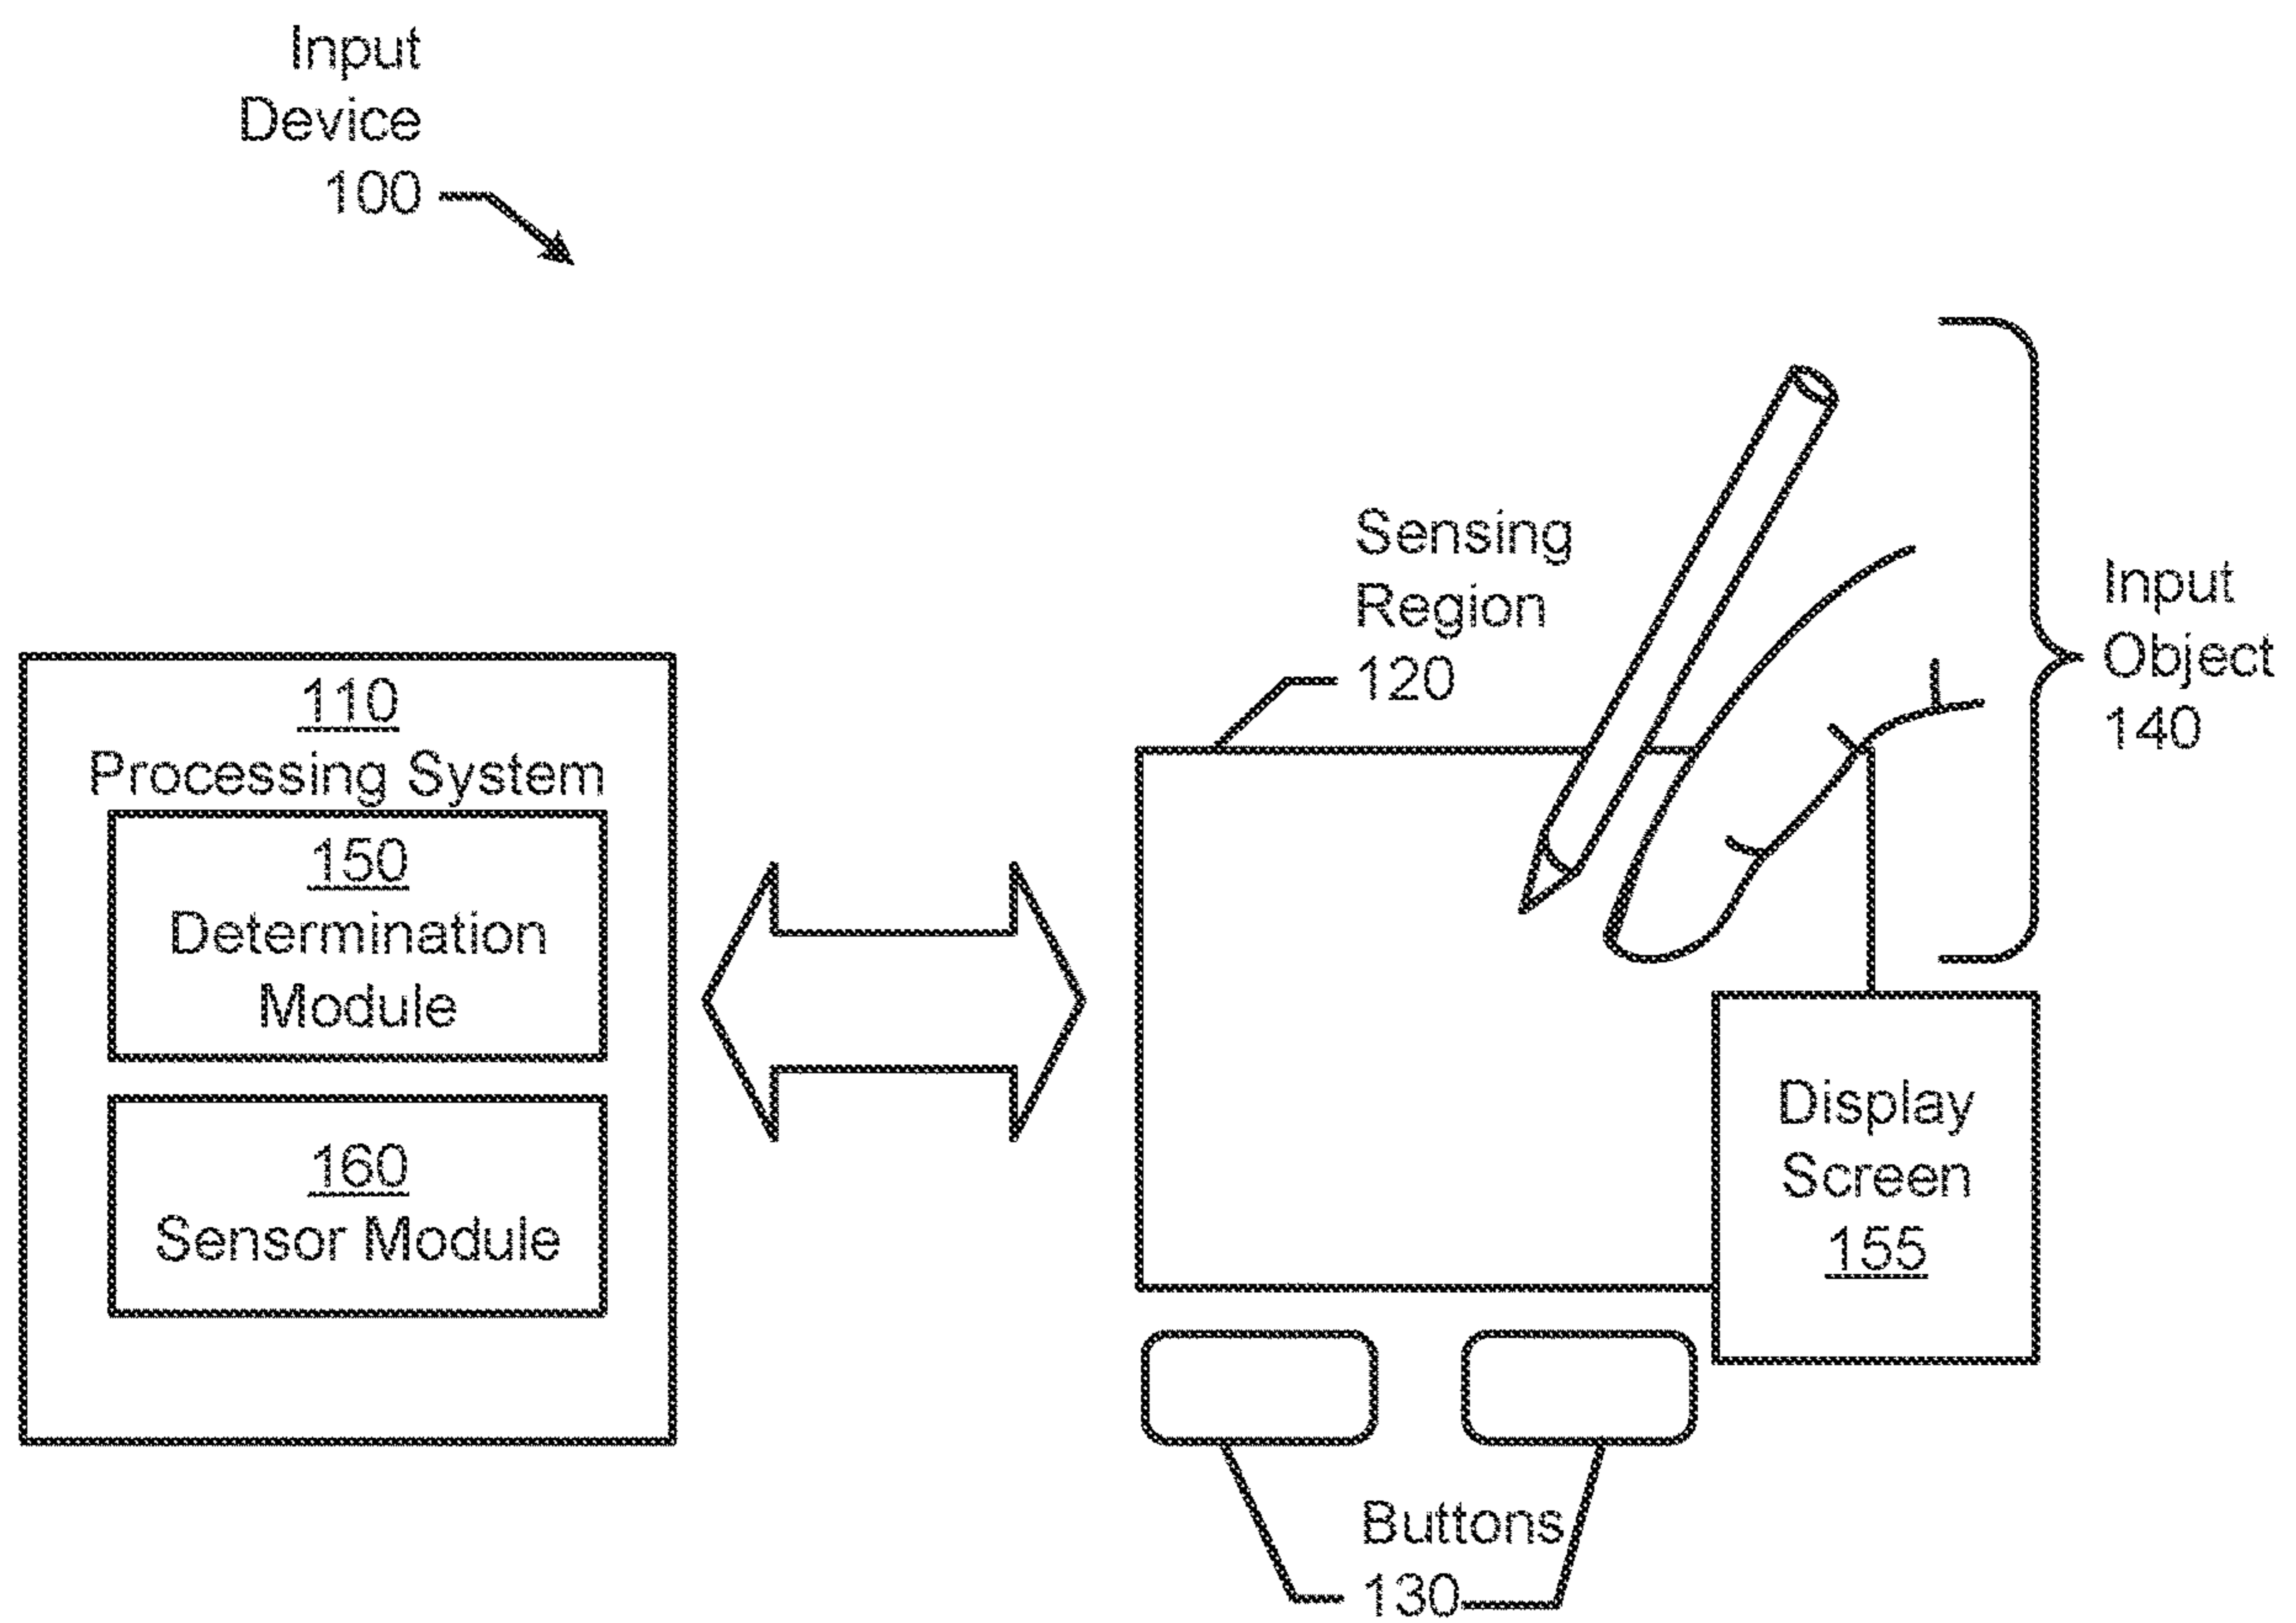 Input
Device
100
Sensing
Region
120
Input
Object
140
110
Processing System
150
Determination
Module
160
Sensor Module
Display
Screen
155
Buttons
130